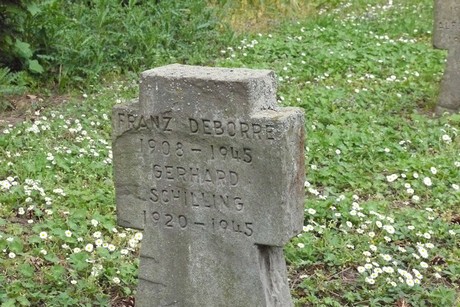 FRANZ DEBORRE
1908-1945
GERHARD
SCHILLING
1920-1945